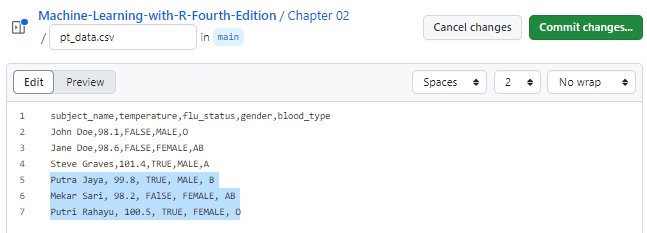 Machine-Learning-with-R-Fourth-Edition / Chapter 02
/ pt_data.csv in main
Cancel changes
Commit changes...
Edit Preview
Spaces 2 No wrap
1 subject_name,temperature,flu_status,gender,blood_type
2 John Doe,98.1,FALSE,MALE,O
3 Jane Doe,98.6,FALSE,FEMALE,AB
4 Steve Graves,101.4,TRUE,MALE,A
5 Putra Jaya, 99.8, TRUE, MALE, B
6 Mekar Sari, 98.2, FAlSE, FEMALE, AB
7 Putri Rahayu, 100.5, TRUE, FEMALE, O